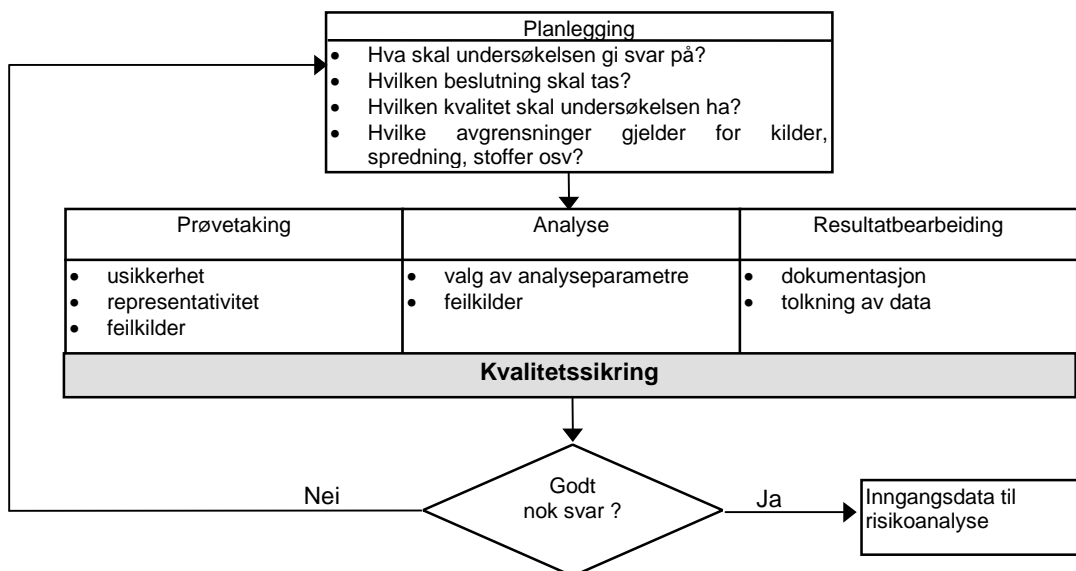 Planlegging
• Hva skal undersøkelsen gi svar på?
• Hvilken beslutning skal tas?
• Hvilken kvalitet skal undersøkelsen ha?
• Hvilke avgrensninger gjelder for kilder,
spredning, stoffer osv?
Prøvetaking
• usikkerhet
• representativitet
• feilkilder
Analyse
• valg av analyseparametre
• feilkilder
Resultatbearbeiding
• dokumentasjon
• tolkning av data
Kvalitetssikring
Godt
nok svar ?
Nei
Ja
Inngangsdata til
risikoanalyse